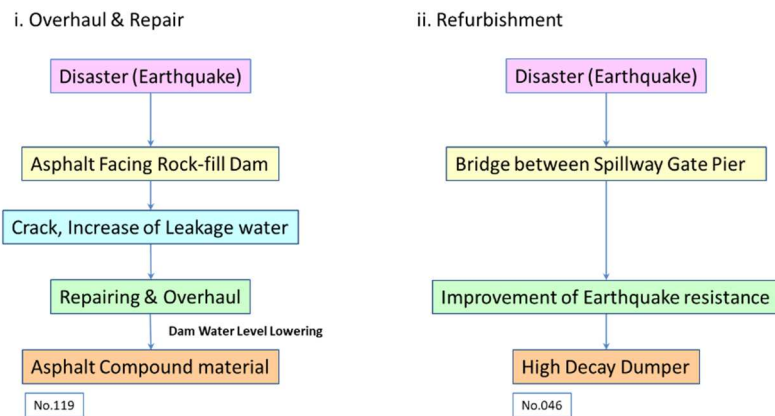 i. Overhaul & Repair
Disaster (Earthquake)
Asphalt Facing Rock-fill Dam
Crack, Increase of Leakage water
Repairing & Overhaul
Dam Water Level Lowering
Asphalt Compound material
No.119
ii. Refurbishment
Disaster (Earthquake)
Bridge between Spillway Gate Pier
Improvement of Earthquake resistance
High Decay Dumper
No.046